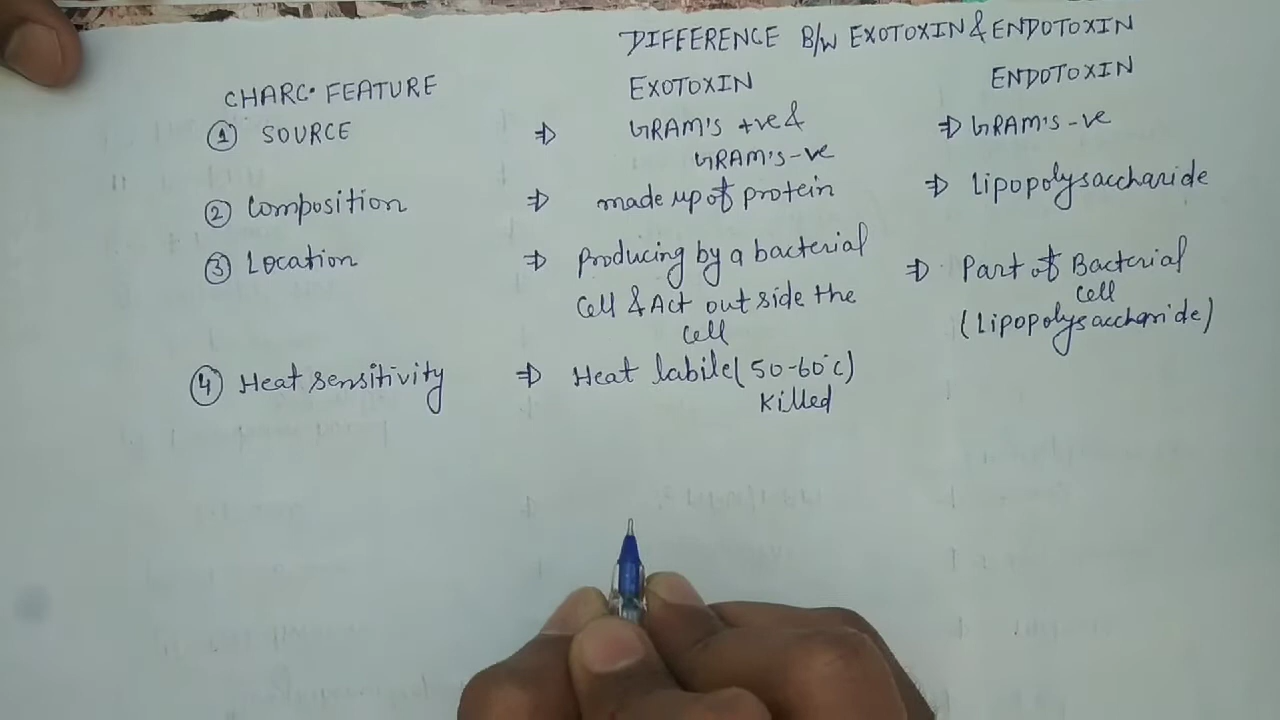 DIFFERENCE B/W EXOTOXIN & ENDOTOXIN
CHARC. FEATURE EXOTOXIN ENDOTOXIN
① SOURCE ⇒ GRAM'S +ve & ⇒ GRAM'S -ve
GRAM'S -ve
② Composition ⇒ made up of protein ⇒ Lipopolysaccharide
③ Location ⇒ Producing by a bacterial ⇒ Part of Bacterial
Cell & Act out side the cell
cell (Lipopolysaccharide)
④ Heat sensitivity ⇒ Heat labile (50-60°c)
Killed